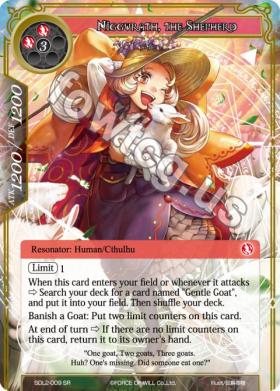 Niggurath, the Shepherd
3
ATK 1200 / DEF 1200
fowtcg.us
Resonator: Human/Cthulhu
Limit 1
When this card enters your field or whenever it attacks
⇨ Search your deck for a card named "Gentle Goat",
and put it into your field. Then shuffle your deck.
Banish a Goat: Put two limit counters on this card.
At end of turn ⇨ If there are no limit counters on
this card, return it to its owner's hand.
"One goat, Two goats, Three goats.
Huh? One's missing. Did someone eat one?"
SDL2-009 SR
©FORCE OF WILL Co.,Ltd.